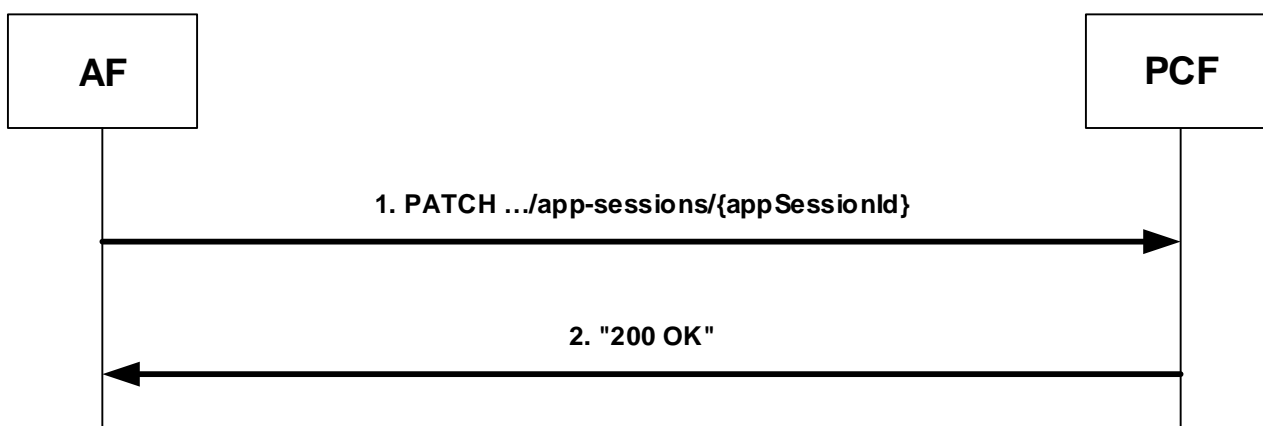 AF
PCF
1. PATCH …/app-sessions/{appSessionId}
2. "200 OK"